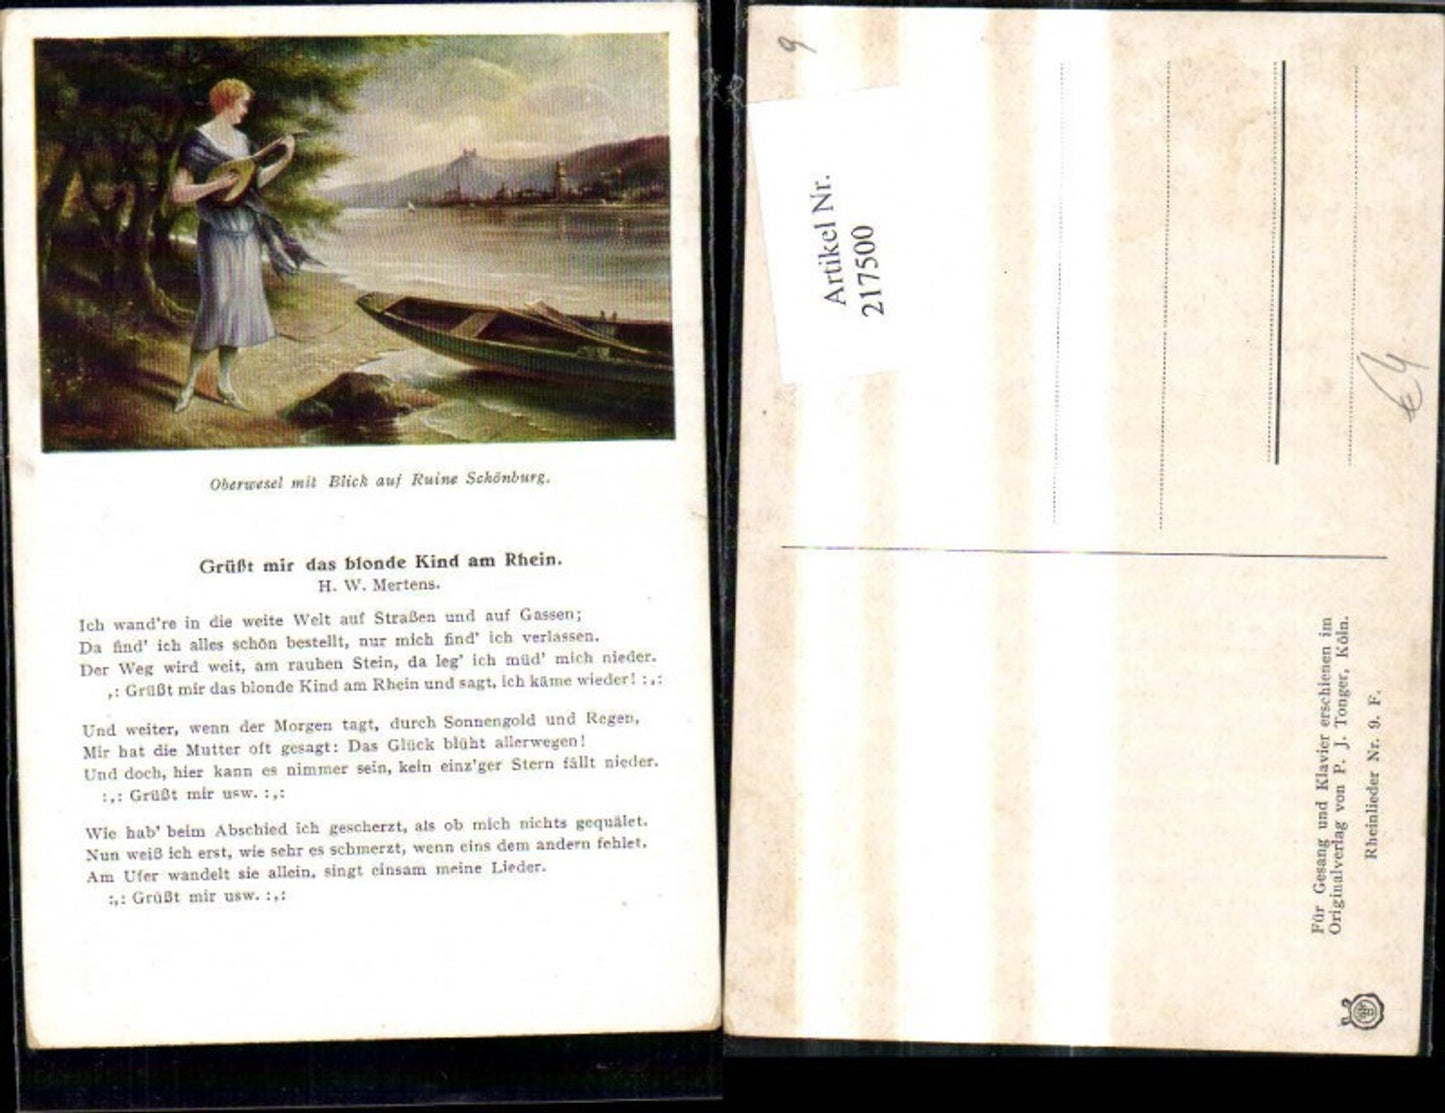 Oberwesel mit Blick auf Ruine Schönburg.
Grüßt mir das blonde Kind am Rhein.
H. W. Mertens.
Ich wand're in die weite Welt auf Straßen und auf Gassen;
Da find' ich alles schön bestellt, nur mich find' ich verlassen.
Der Weg wird weit, am rauhen Stein, da leg' ich müd' mich nieder.
,: Grüßt mir das blonde Kind am Rhein und sagt, ich käme wieder! :,:
Und weiter, wenn der Morgen tagt, durch Sonnengold und Regen,
Mir hat die Mutter oft gesagt: Das Glück blüht allerwegen!
Und doch, hier kann es nimmer sein, kein einz'ger Stern fällt nieder.
:,: Grüßt mir usw. :,:
Wie hab' beim Abschied ich gescherzt, als ob mich nichts gequälet.
Nun weiß ich erst, wie sehr es schmerzt, wenn eins dem andern fehlet.
Am Ufer wandelt sie allein, singt einsam meine Lieder.
:,: Grüßt mir usw. :,:
9
Artikel Nr.
217500
Für Gesang und Klavier erschienen im
Originalverlag von P. J. Tonger, Köln.
Rheinlieder Nr. 9. F.